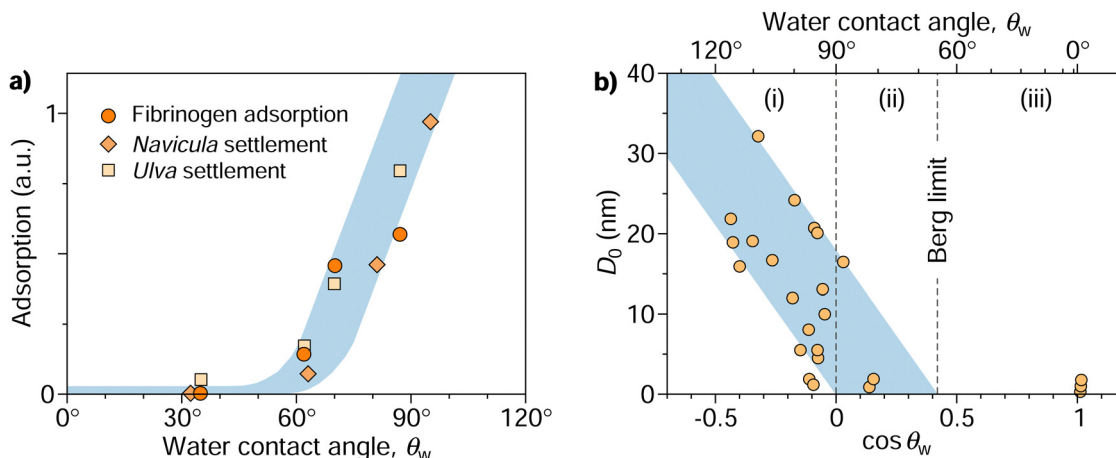 a)
Adsorption (a.u.)
1
0
Fibrinogen adsorption
Navicula settlement
Ulva settlement
0° 30° 60° 90° 120°
Water contact angle, θw
b)
Water contact angle, θw
120° 90° 60° 0°
D0 (nm)
40
30
20
10
0
(i) (ii) (iii)
Berg limit
-0.5 0 0.5 1
cos θw